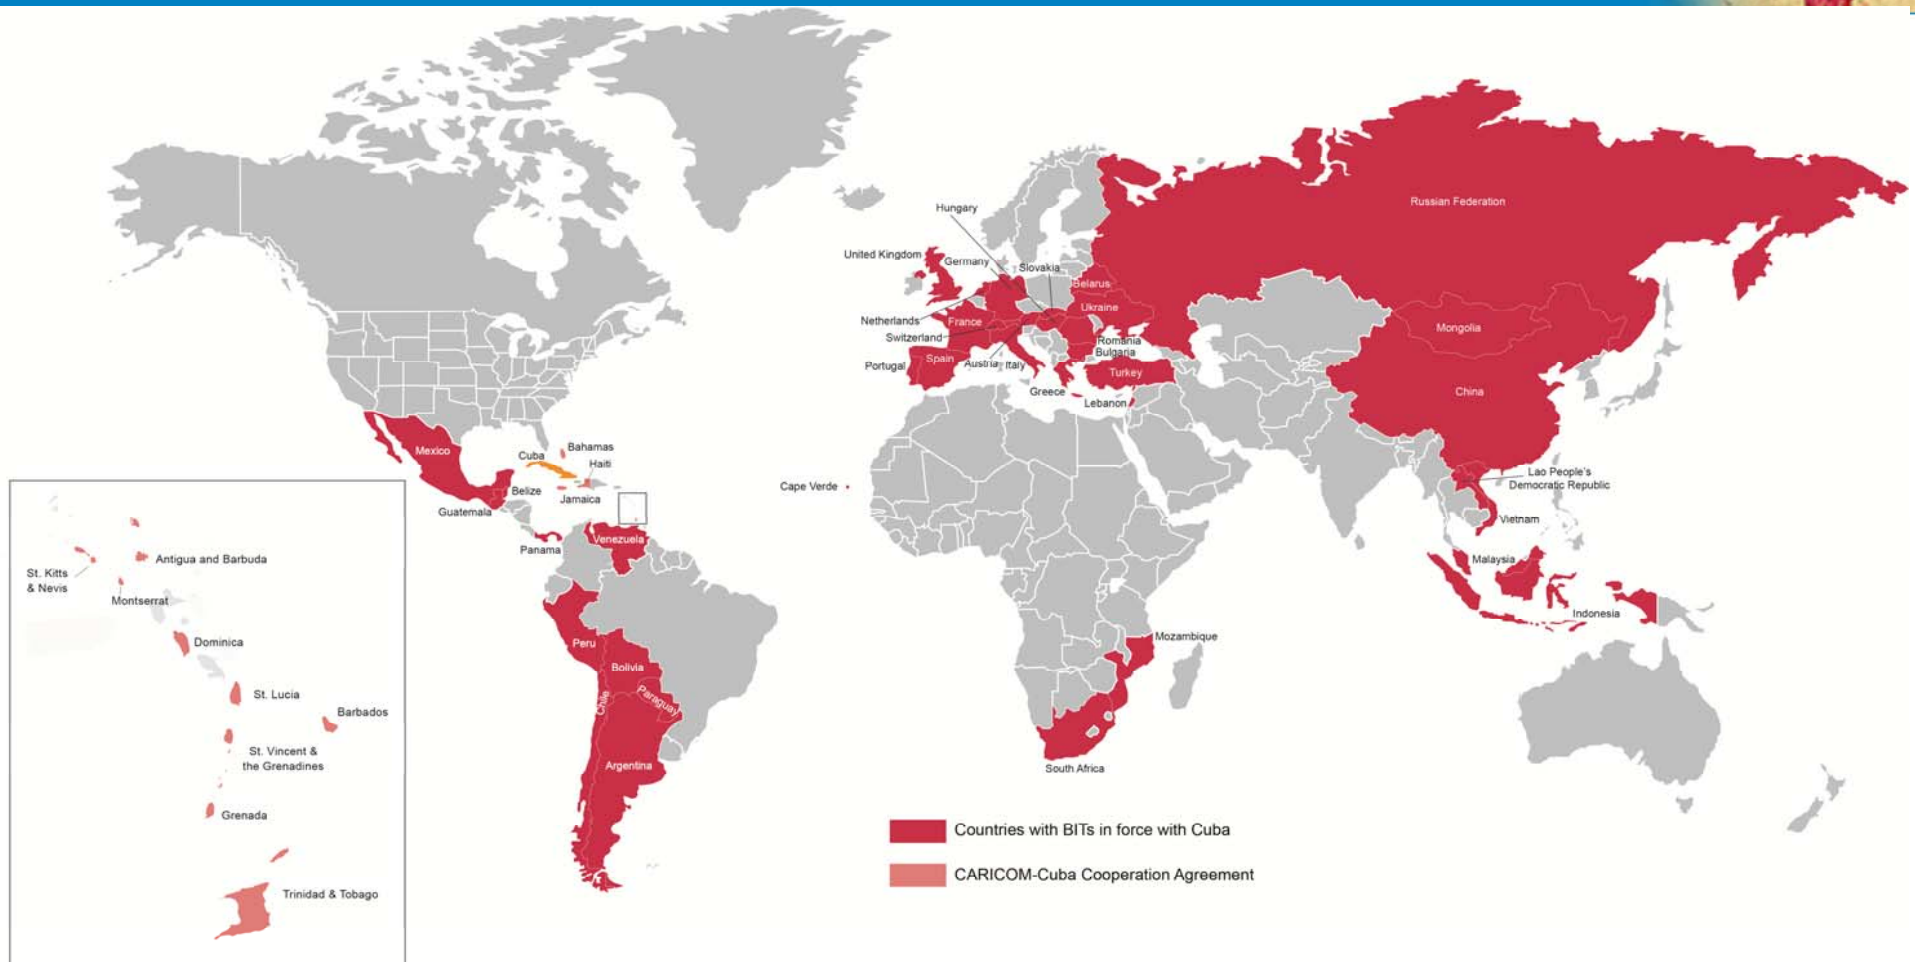 Russian Federation
Hungary
United Kingdom
Germany
Slovakia
Belarus
Ukraine
Netherlands
France
Mongolia
Switzerland
Romania
Bulgaria
Portugal
Spain
Austria
Italy
Turkey
Greece
Lebanon
China
Mexico
Cuba
Bahamas
Haiti
Belize
Jamaica
Guatemala
Cape Verde
Lao People's
Democratic Republic
Vietnam
Panama
Venezuela
Malaysia
Indonesia
Mozambique
Peru
Bolivia
Chile
Paraguay
Argentina
South Africa
Antigua and Barbuda
St. Kitts
& Nevis
Montserrat
Dominica
St. Lucia
Barbados
St. Vincent &
the Grenadines
Grenada
Trinidad & Tobago
Countries with BITs in force with Cuba
CARICOM-Cuba Cooperation Agreement